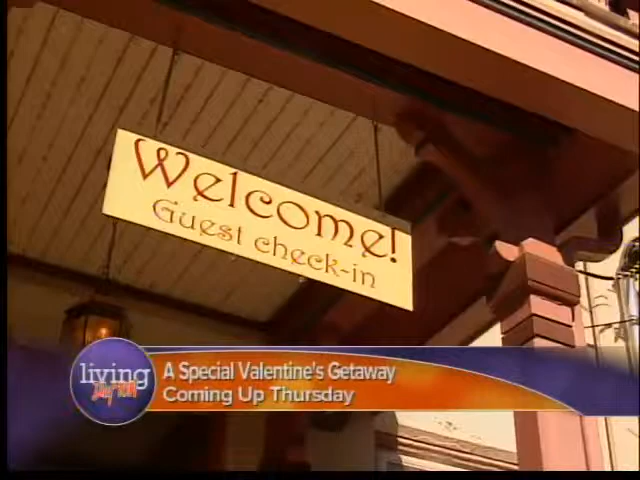 Welcome!
Guest check-in
living
A Special Valentine's Getaway
Coming Up Thursday